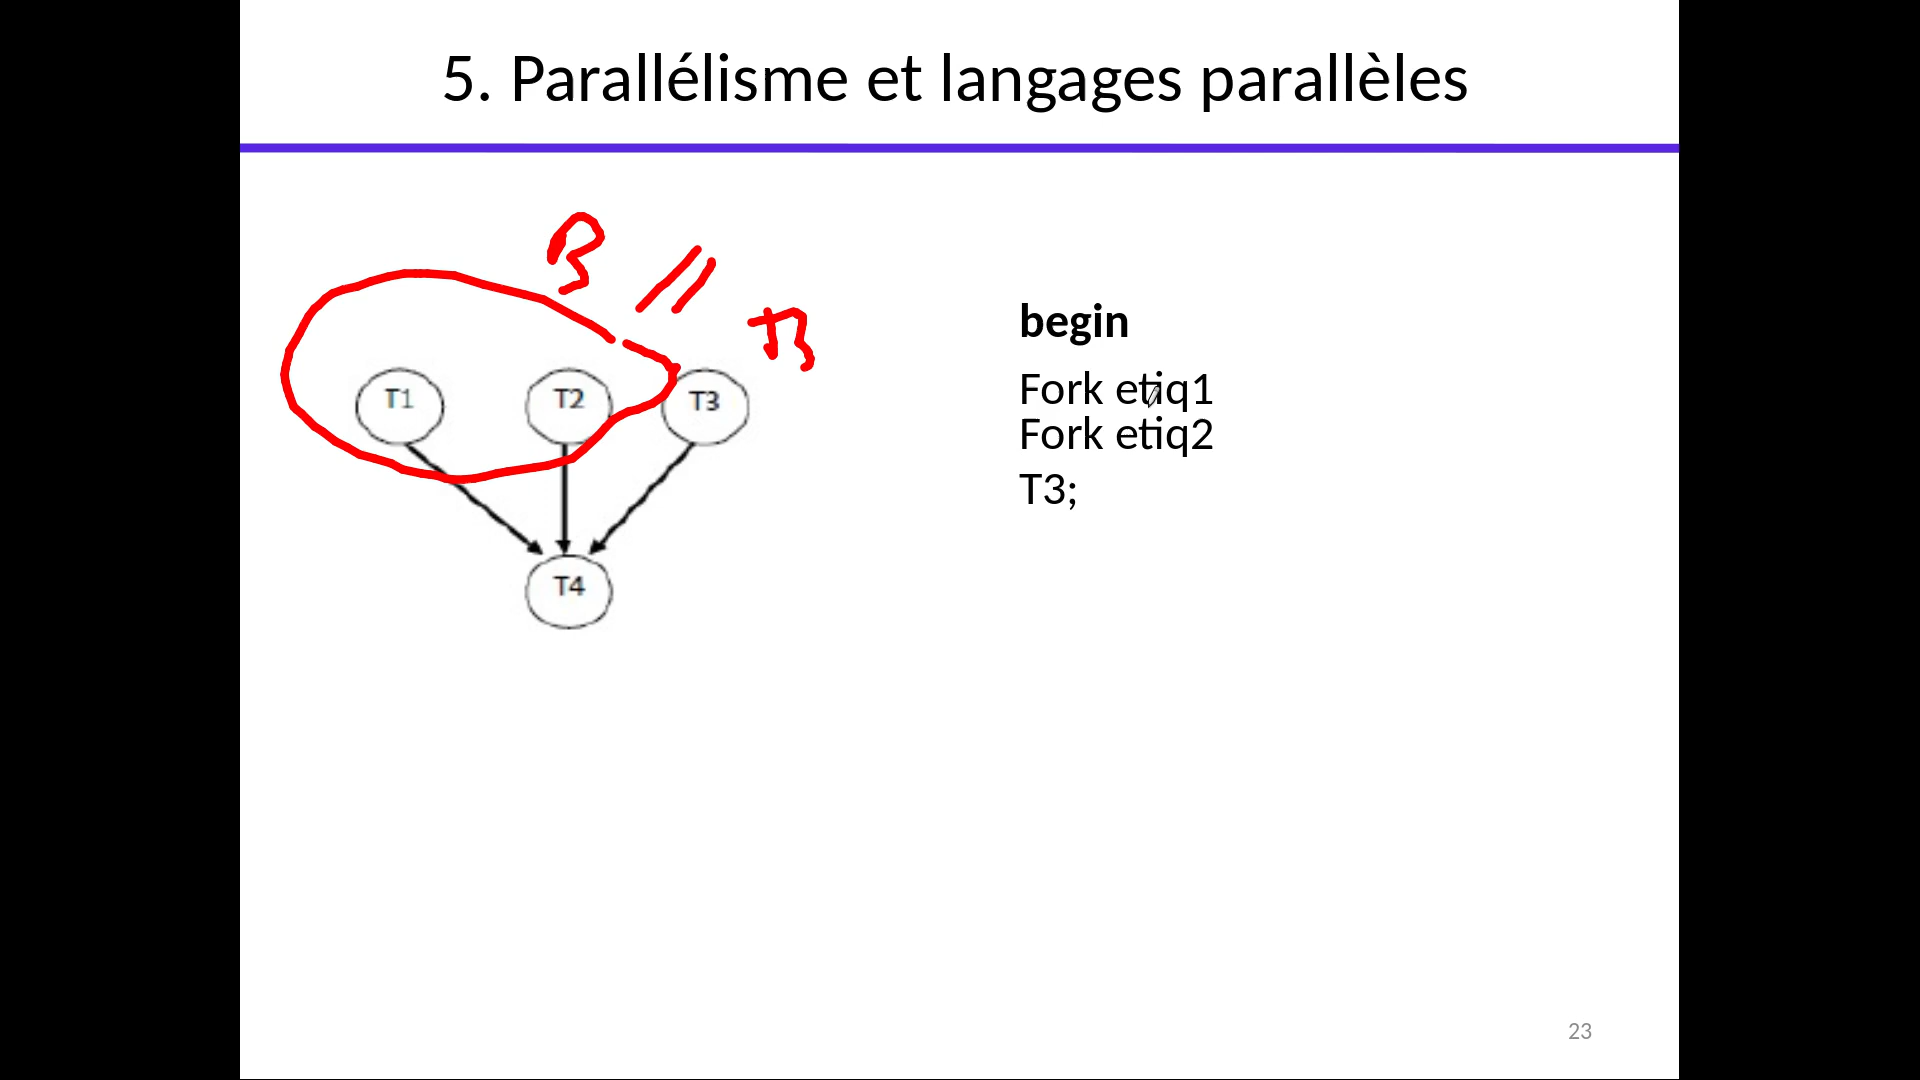 5. Parallélisme et langages parallèles
//
T3
T1
T2
T3
T4
begin
Fork etiq1
Fork etiq2
T3;
23